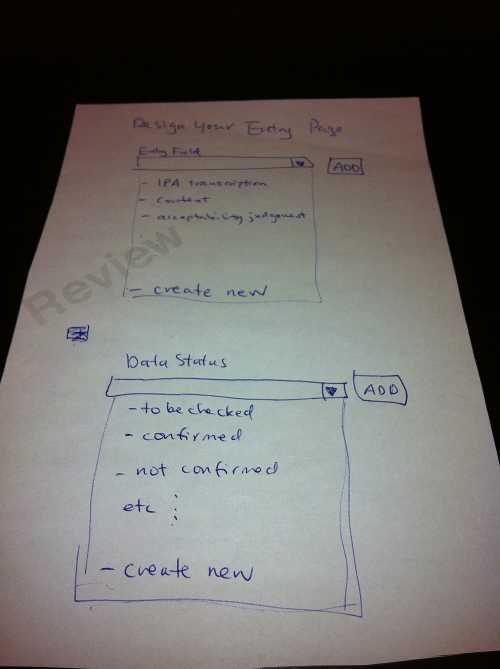 Design Your Entry Page
Entry Field
ADD
- IPA transcription
- context
- acceptability judgement
Review
- create new
Data Status
ADD
- to be checked
- confirmed
- not confirmed
etc
- create new